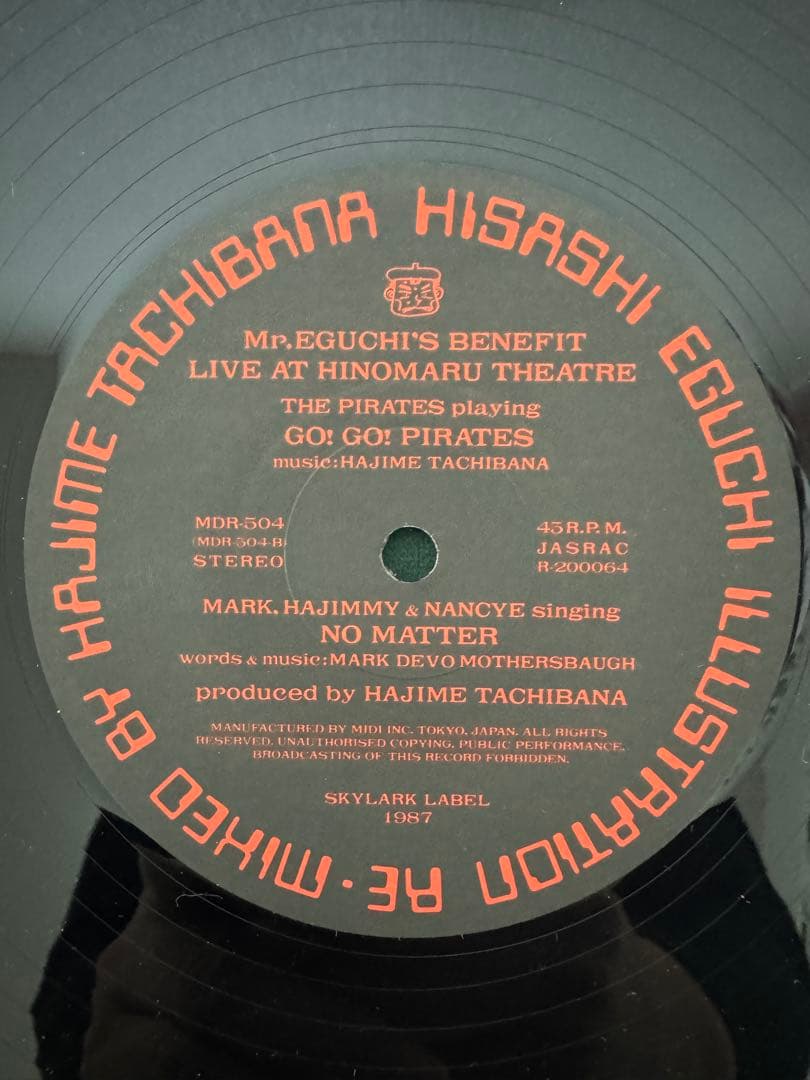 HISASHI EGUCHI ILLUSTRATION RE·MIXED BY HAJIME TACHIBANA
Mr.EGUCHI'S BENEFIT
LIVE AT HINOMARU THEATRE
THE PIRATES playing
GO! GO! PIRATES
music:HAJIME TACHIBANA
MDR-504
(MDR-504-B)
STEREO
45 R.P.M.
JASRAC
R-200064
MARK, HAJIMMY & NANCYE singing
NO MATTER
words & music:MARK DEVO MOTHERSBAUGH
produced by HAJIME TACHIBANA
MANUFACTURED BY MIDI INC. TOKYO, JAPAN. ALL RIGHTS
RESERVED. UNAUTHORISED COPYING, PUBLIC PERFORMANCE,
BROADCASTING OF THIS RECORD FORBIDDEN.
SKYLARK LABEL
1987